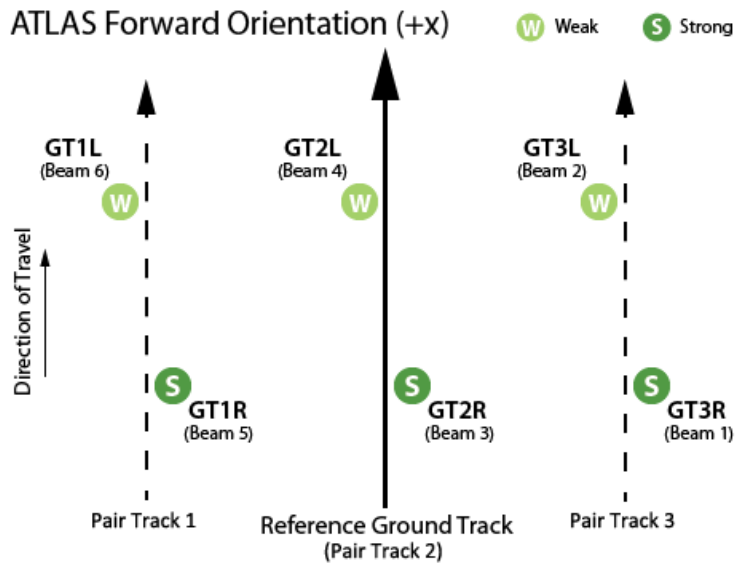 ATLAS Forward Orientation (+x)
W Weak
S Strong
GT1L
(Beam 6)
W
GT2L
(Beam 4)
W
GT3L
(Beam 2)
W
Direction of Travel
S
GT1R
(Beam 5)
S
GT2R
(Beam 3)
S
GT3R
(Beam 1)
Pair Track 1
Reference Ground Track
(Pair Track 2)
Pair Track 3